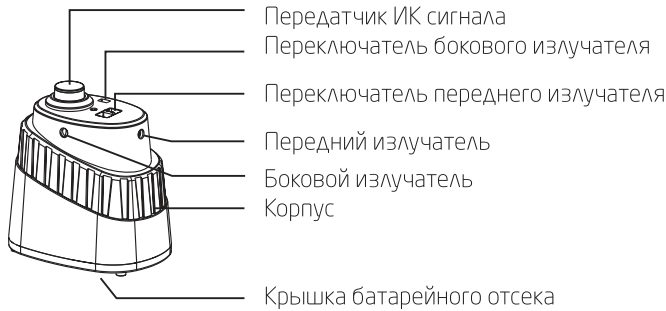 Передатчик ИК сигнала
Переключатель бокового излучателя
Переключатель переднего излучателя
Передний излучатель
Боковой излучатель
Корпус
Крышка батарейного отсека